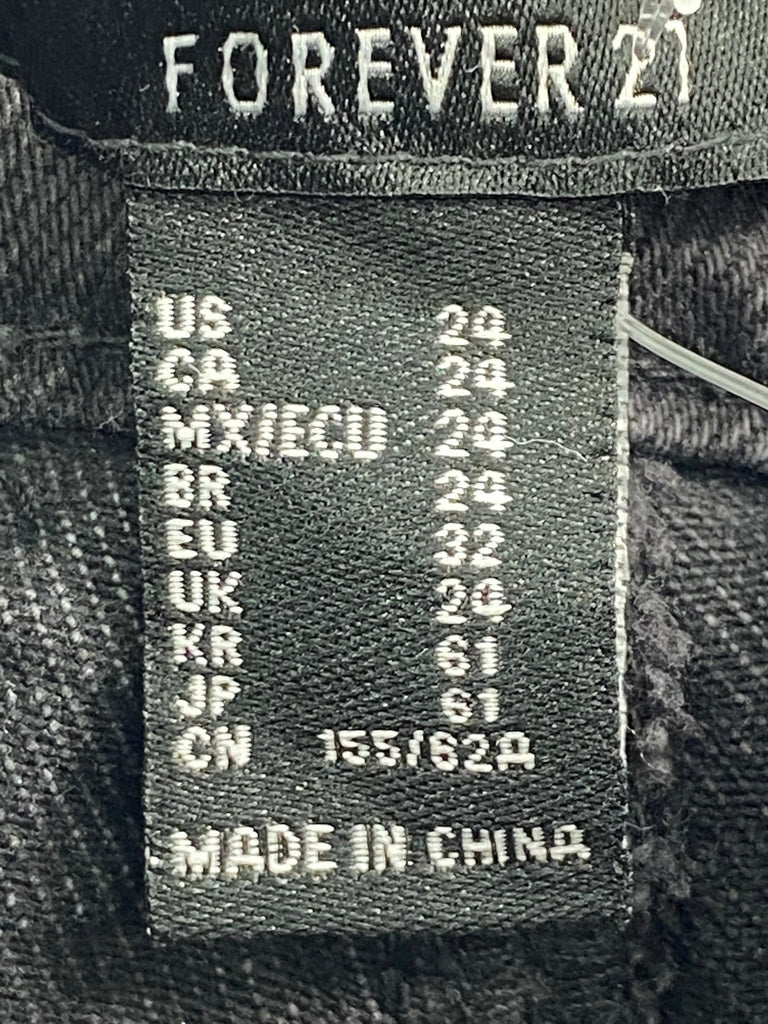 FOREVER 21
US 24
CA 24
MX/ECU 24
BR 24
EU 32
UK 24
KR 61
JP 61
CN 155/62A
MADE IN CHINA